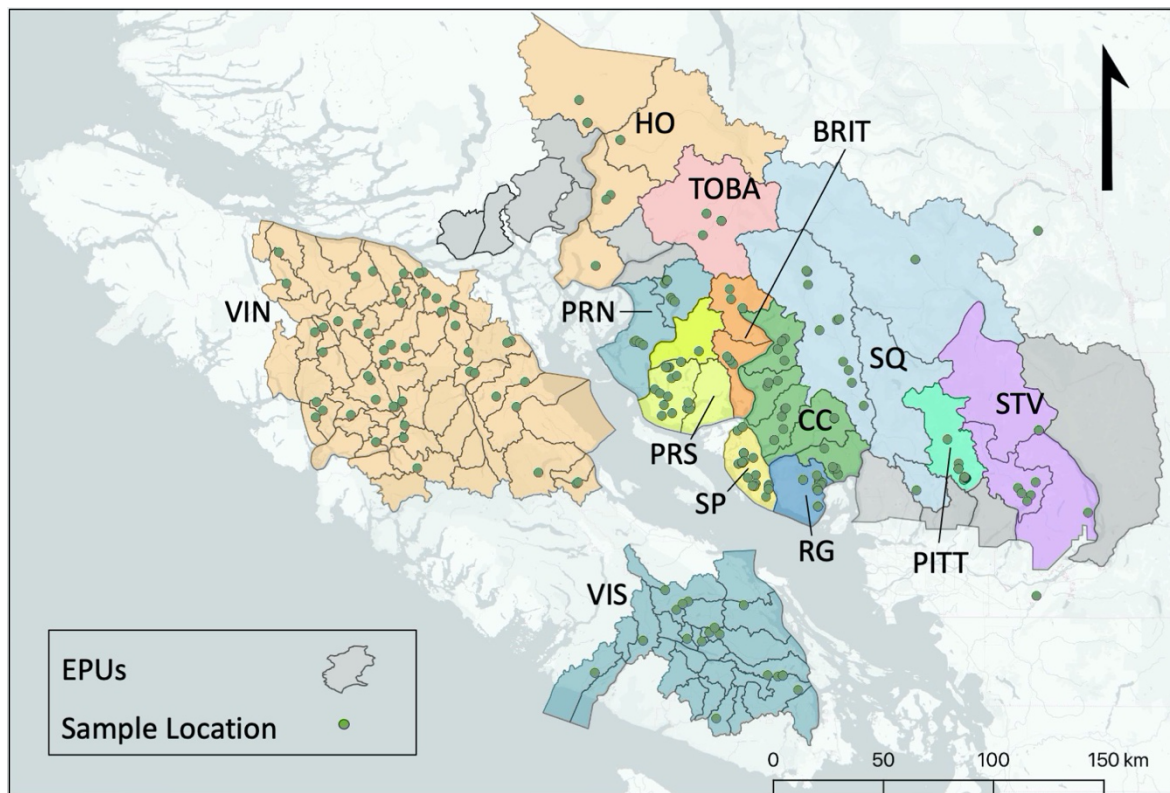 HO
BRIT
TOBA
VIN
PRN
SQ
STV
CC
PRS
SP
RG
PITT
VIS
EPUs
Sample Location
0 50 100 150 km